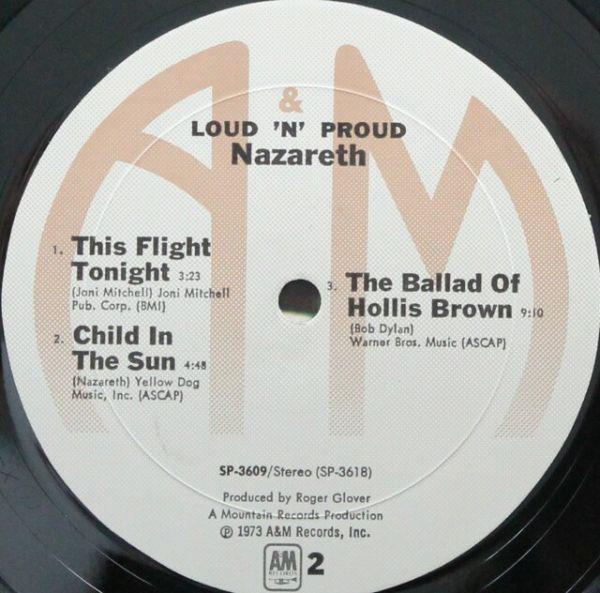 &
LOUD 'N' PROUD
Nazareth
1. This Flight
Tonight 3:23
(Joni Mitchell) Joni Mitchell
Pub. Corp. (BMI)
2. Child In
The Sun 4:48
(Nazareth) Yellow Dog
Music, Inc. (ASCAP)
3. The Ballad Of
Hollis Brown 9:10
(Bob Dylan)
Warner Bros. Music (ASCAP)
SP-3609/Stereo (SP-3618)
Produced by Roger Glover
A Mountain Records Production
℗ 1973 A&M Records, Inc.
AM
RECORDS
2
A M